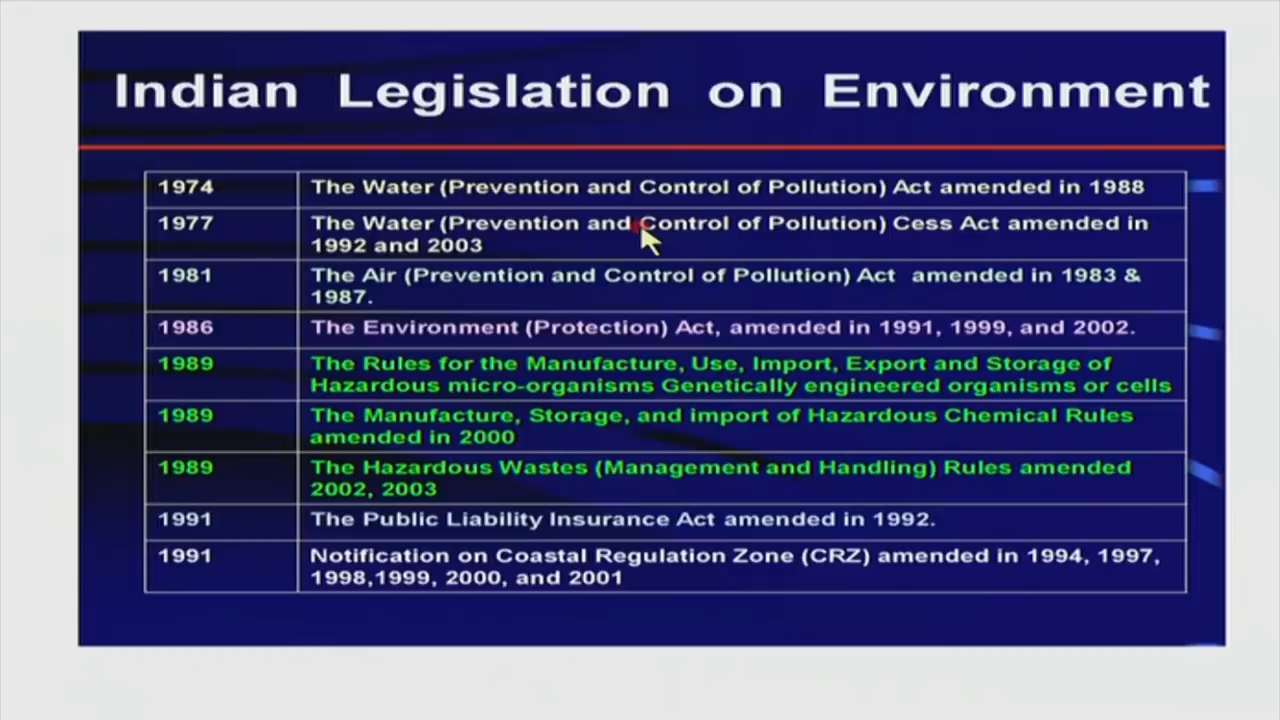 Indian Legislation on Environment
1974 The Water (Prevention and Control of Pollution) Act amended in 1988
1977 The Water (Prevention and Control of Pollution) Cess Act amended in
1992 and 2003
1981 The Air (Prevention and Control of Pollution) Act amended in 1983 &
1987.
1986 The Environment (Protection) Act, amended in 1991, 1999, and 2002.
1989 The Rules for the Manufacture, Use, Import, Export and Storage of
Hazardous micro-organisms Genetically engineered organisms or cells
1989 The Manufacture, Storage, and import of Hazardous Chemical Rules
amended in 2000
1989 The Hazardous Wastes (Management and Handling) Rules amended
2002, 2003
1991 The Public Liability Insurance Act amended in 1992.
1991 Notification on Coastal Regulation Zone (CRZ) amended in 1994, 1997,
1998,1999, 2000, and 2001